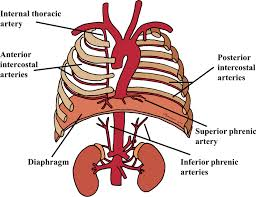 Internal thoracic
artery
Anterior
intercostal
arteries
Posterior
intercostal
arteries
Superior phrenic
artery
Diaphragm
Inferior phrenic
arteries